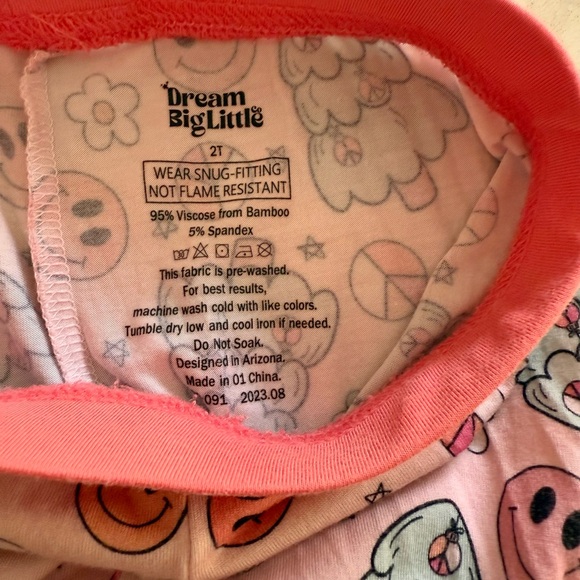 Dream
BigLittle
co
2T
WEAR SNUG-FITTING
NOT FLAME RESISTANT
95% Viscose from Bamboo
5% Spandex
This fabric is pre-washed.
For best results,
machine wash cold with like colors.
Tumble dry low and cool iron if needed.
Do Not Soak.
Designed in Arizona.
Made in 01 China.
091 2023.08